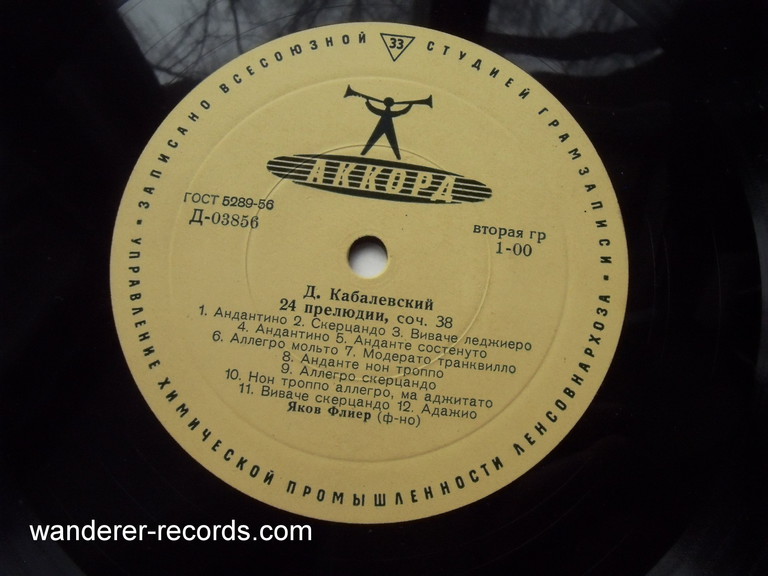 ЗАПИСАНО ВСЕСОЮЗНОЙ 33 СТУДИЕЙ ГРАМЗАПИСИ
УПРАВЛЕНИЕ ХИМИЧЕСКОЙ ПРОМЫШЛЕННОСТИ ЛЕНСОВНАРХОЗА
АККОРД
ГОСТ 5289-56
Д-03856
вторая гр
1-00
Д. Кабалевский
24 прелюдии, соч. 38
1. Андантино 2. Скерцандо 3. Виваче леджиеро
4. Андантино 5. Анданте состенуто
6. Аллегро мольто 7. Модерато транквилло
8. Анданте нон троппо
9. Аллегро скерцандо
10. Нон троппо аллегро, ма аджитато
11. Виваче скерцандо 12. Адажио
Яков Флиер (ф-но)
wanderer-records.com